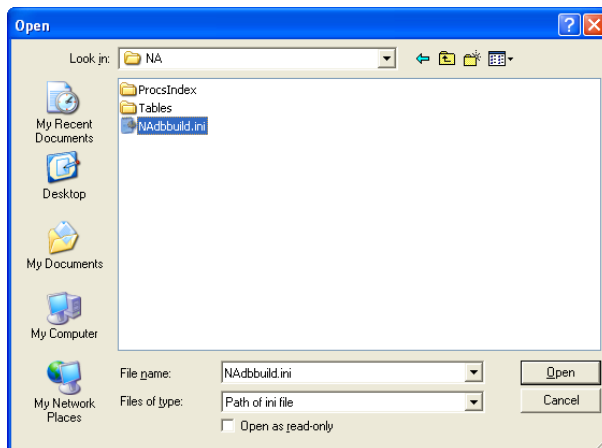 Open
Look in: NA
ProcsIndex
Tables
NAdbbuild.ini
My Recent
Documents
Desktop
My Documents
My Computer
My Network
Places
File name: NAdbbuild.ini Open
Files of type: Path of ini file Cancel
Open as read-only